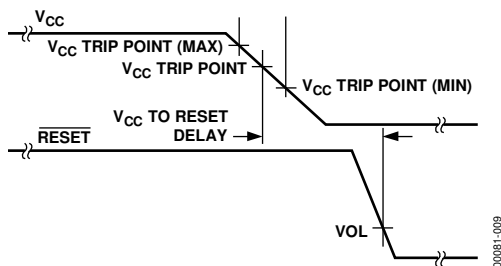 VCC
VCC TRIP POINT (MAX)
VCC TRIP POINT
VCC TRIP POINT (MIN)
VCC TO RESET
DELAY
RESET
VOL
00081-009